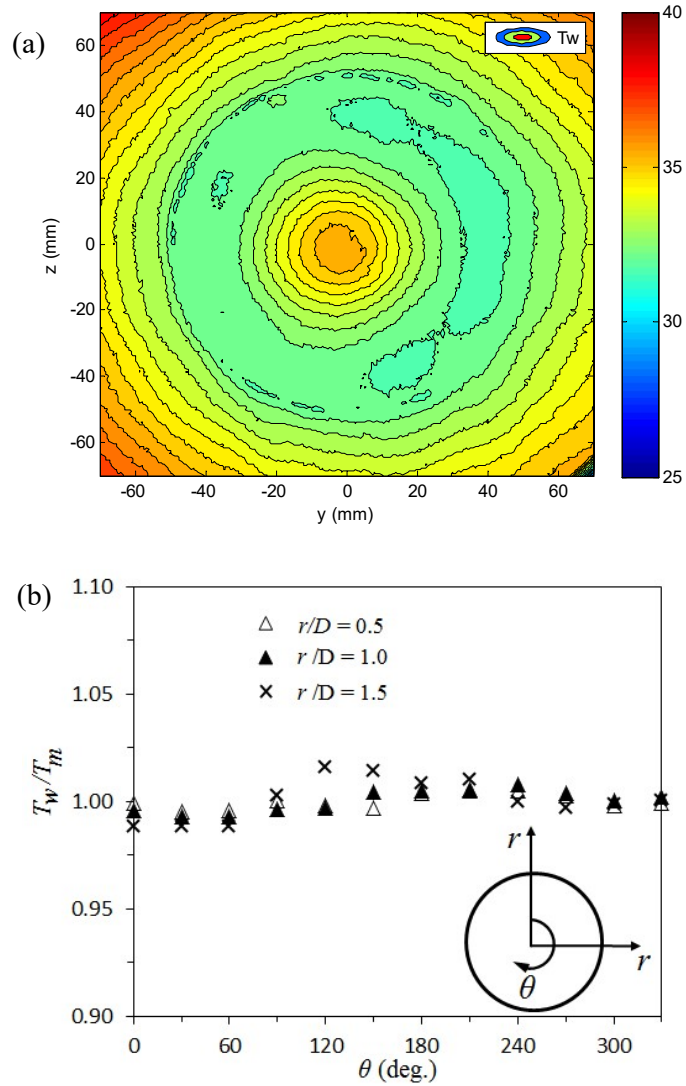 (a)
60
40
20
0
-20
-40
-60
z (mm)
-60 -40 -20 0 20 40 60
y (mm)
Tw
40
35
30
25
(b)
1.10
1.05
1.00
0.95
0.90
T_w/T_m
r/D = 0.5
r /D = 1.0
r /D = 1.5
r
r
θ
0 60 120 180 240 300
θ (deg.)